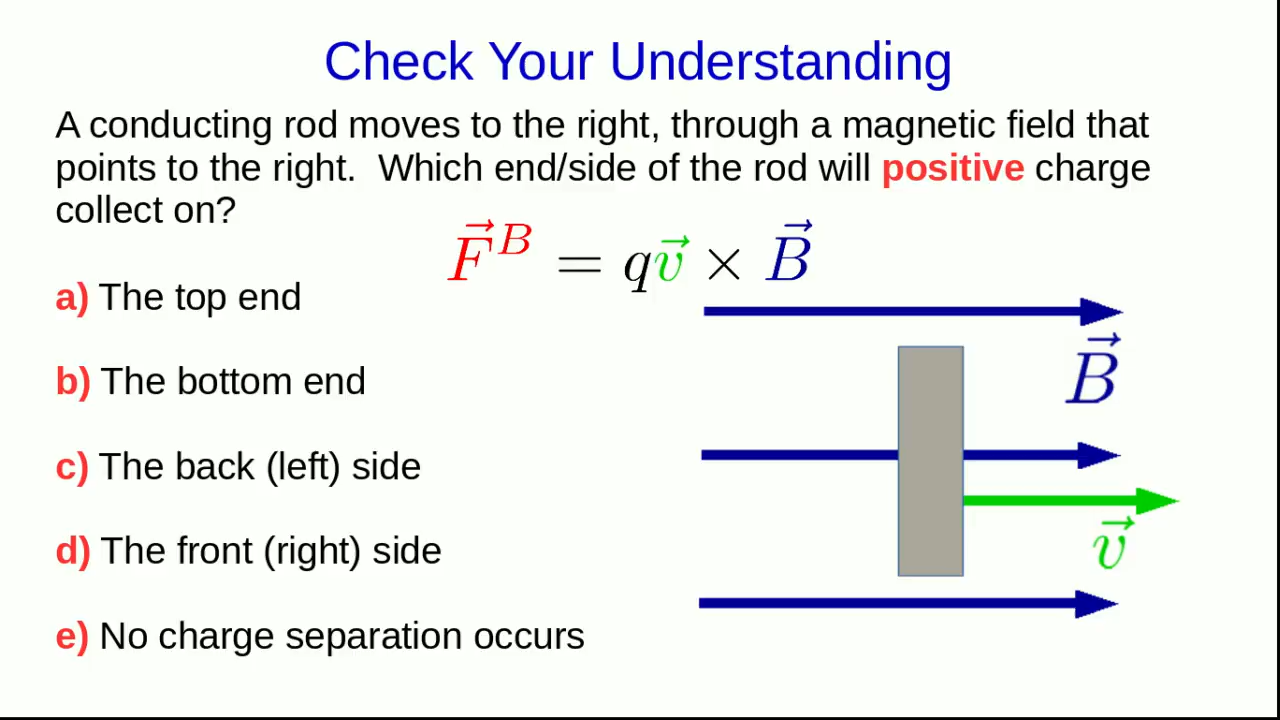 Check Your Understanding
A conducting rod moves to the right, through a magnetic field that
points to the right.  Which end/side of the rod will positive charge
collect on?
F⃗ᴮ = qv⃗ × B⃗
a) The top end
b) The bottom end
c) The back (left) side
d) The front (right) side
e) No charge separation occurs
B⃗
v⃗